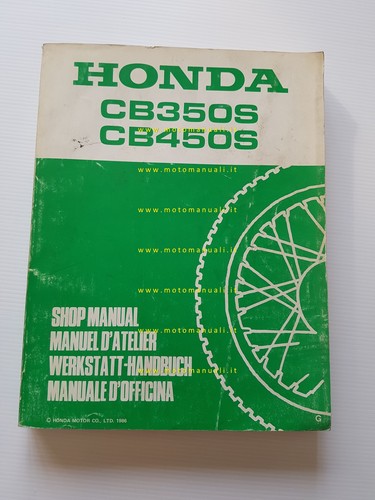 HONDA
CB350S
CB450S
www.motomanuali.it
www.motomanuali.it
www.motomanuali.it
www.motomanuali.it
www.motomanuali.it
www.motomanuali.it
SHOP MANUAL
MANUEL D'ATELIER
WERKSTATT-HANDBUCH
MANUALE D'OFFICINA
© HONDA MOTOR CO., LTD. 1986
G